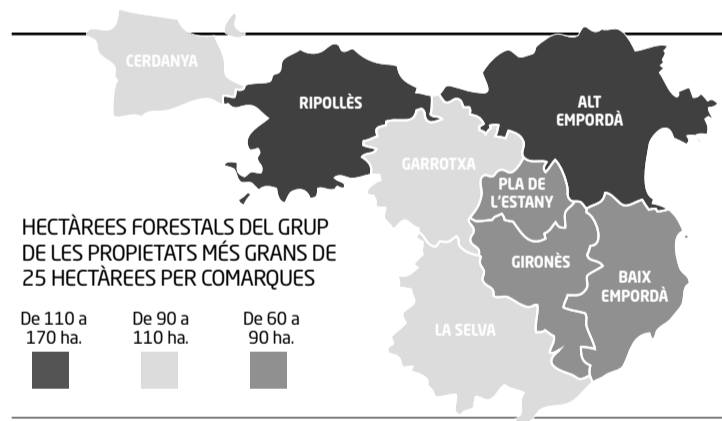 CERDANYA
RIPOLLÈS
ALT
EMPORDÀ
GARROTXA
PLA DE
L'ESTANY
GIRONÈS
BAIX
EMPORDÀ
LA SELVA
HECTÀREES FORESTALS DEL GRUP
DE LES PROPIETATS MÉS GRANS DE
25 HECTÀREES PER COMARQUES
De 110 a
170 ha.
De 90 a
110 ha.
De 60 a
90 ha.